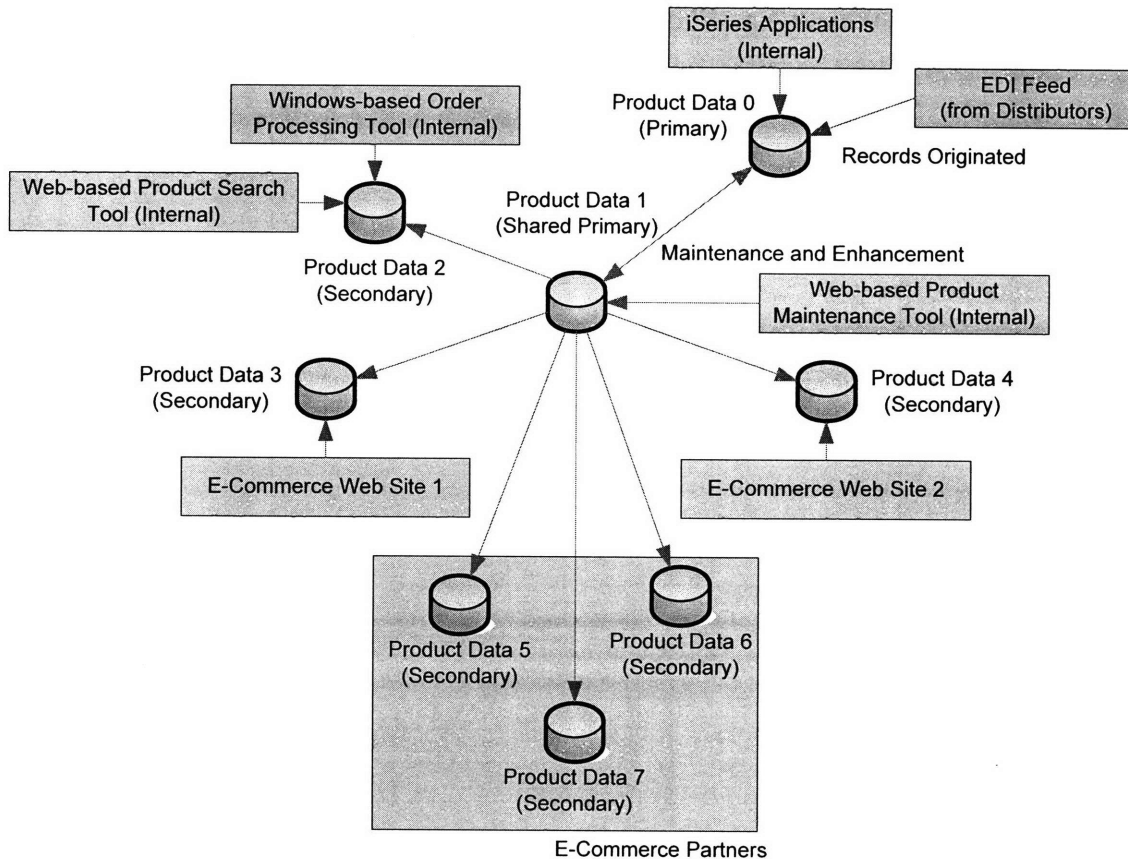 iSeries Applications
(Internal)
EDI Feed
(from Distributors)
Product Data 0
(Primary)
Records Originated
Windows-based Order
Processing Tool (Internal)
Web-based Product Search
Tool (Internal)
Product Data 2
(Secondary)
Product Data 1
(Shared Primary)
Maintenance and Enhancement
Web-based Product
Maintenance Tool (Internal)
Product Data 3
(Secondary)
Product Data 4
(Secondary)
E-Commerce Web Site 1
E-Commerce Web Site 2
Product Data 5
(Secondary)
Product Data 6
(Secondary)
Product Data 7
(Secondary)
E-Commerce Partners